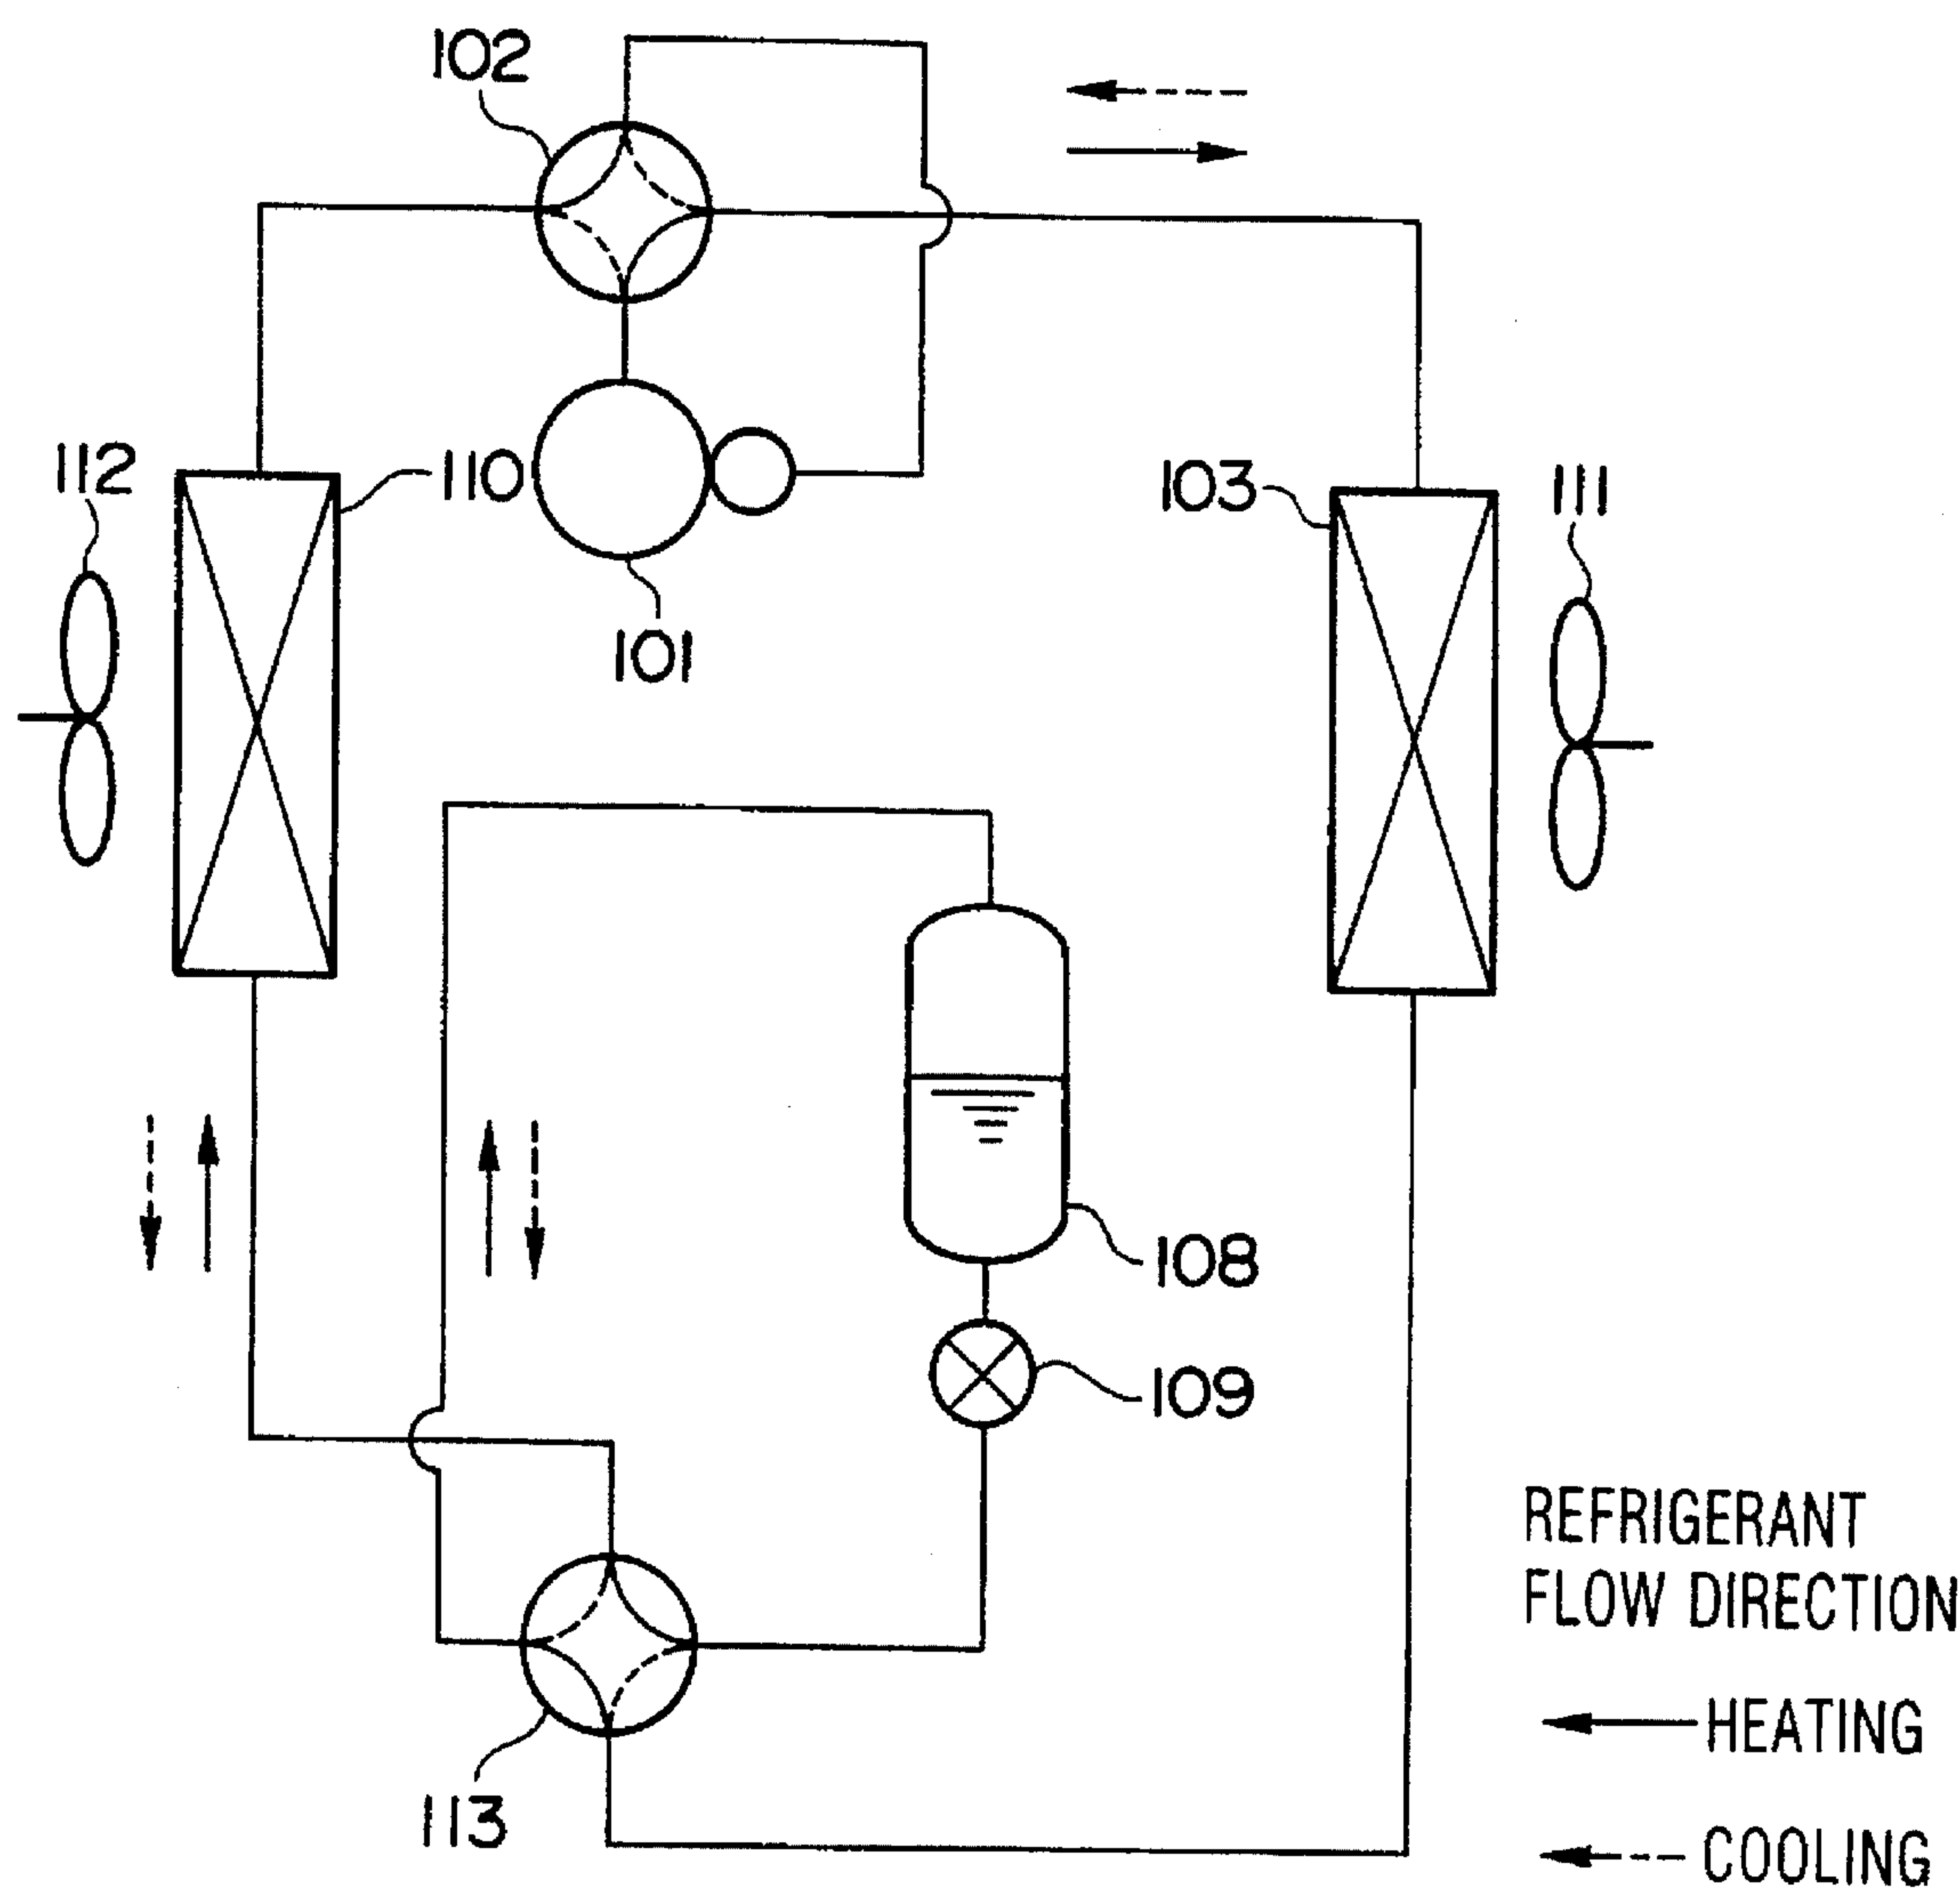 102
112
110
103
111
101
108
109
113
REFRIGERANT
FLOW DIRECTION
HEATING
COOLING